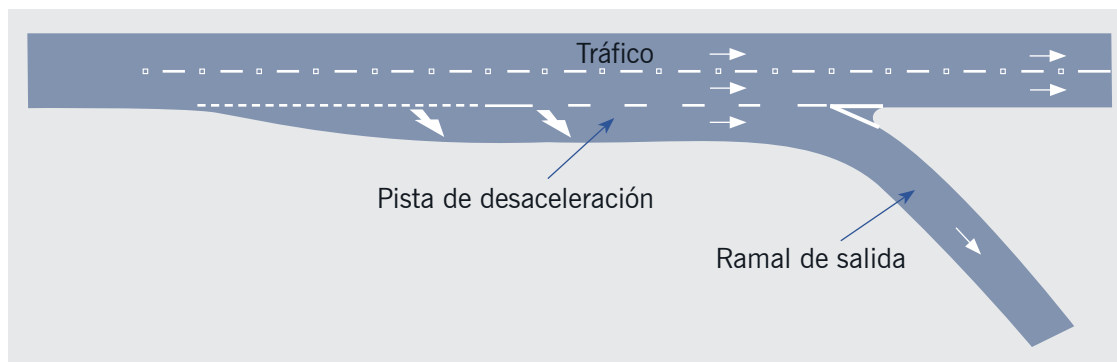 Tráfico
Pista de desaceleración
Ramal de salida